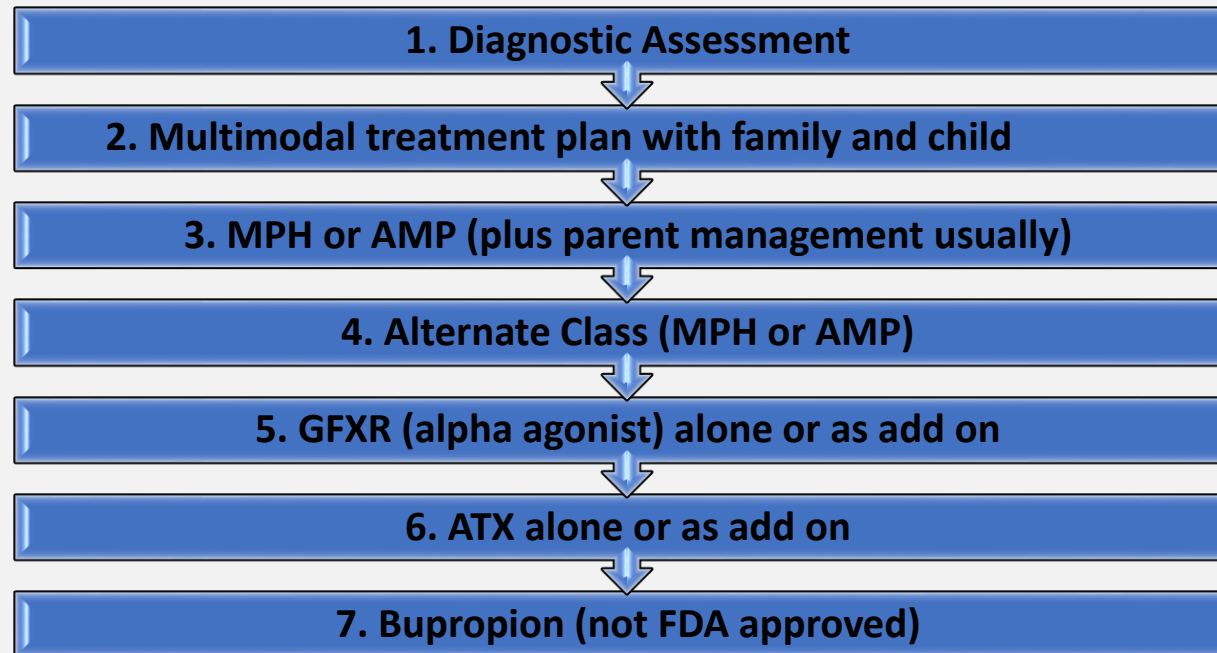 1. Diagnostic Assessment
2. Multimodal treatment plan with family and child
3. MPH or AMP (plus parent management usually)
4. Alternate Class (MPH or AMP)
5. GFXR (alpha agonist) alone or as add on
6. ATX alone or as add on
7. Bupropion (not FDA approved)